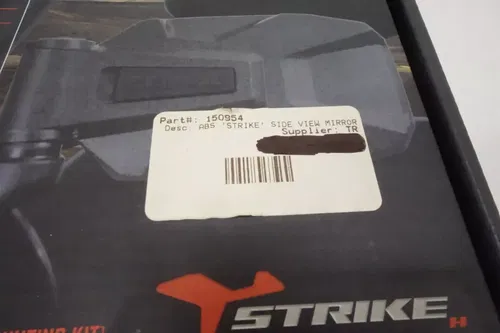 Part#: 150954
Desc: ABS 'STRIKE' SIDE VIEW MIRROR
Supplier: TR
STRIKE